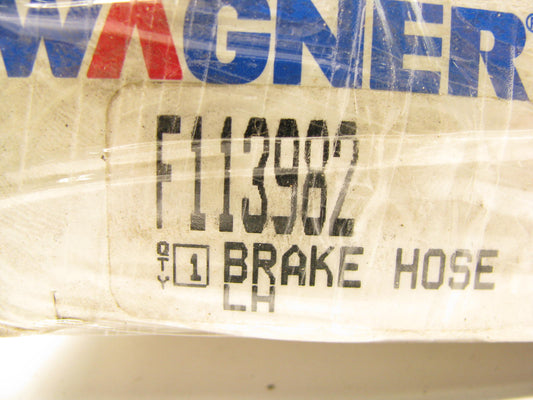 WAGNER®
F113982
QTY 1 BRAKE HOSE
LH